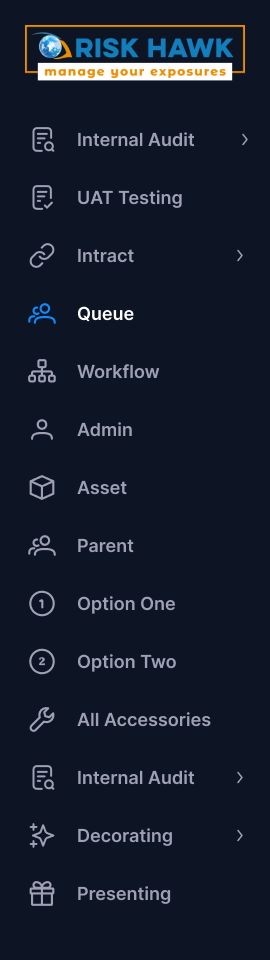 RISK HAWK
manage your exposures
Internal Audit
UAT Testing
Intract
Queue
Workflow
Admin
Asset
Parent
1 Option One
2 Option Two
All Accessories
Internal Audit
Decorating
Presenting